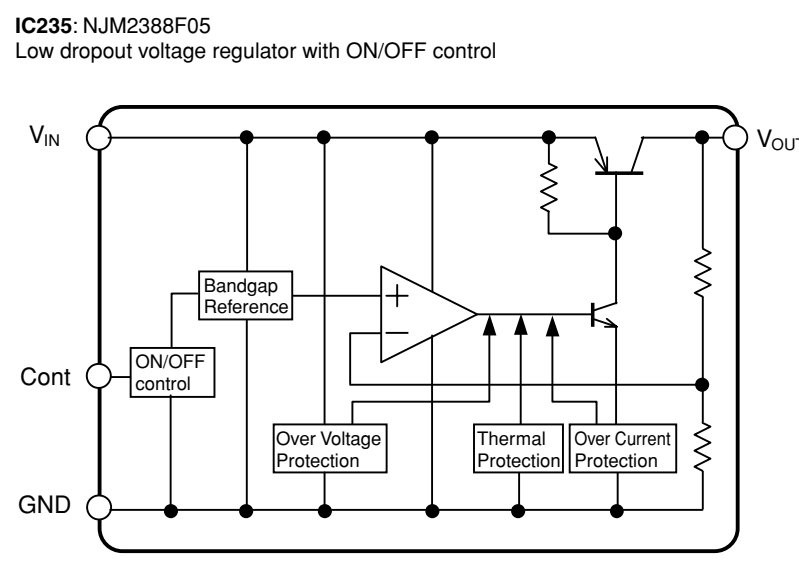 IC235: NJM2388F05
Low dropout voltage regulator with ON/OFF control
VIN
VOUT
Bandgap
Reference
+
−
ON/OFF
control
Cont
Over Voltage
Protection
Thermal
Protection
Over Current
Protection
GND